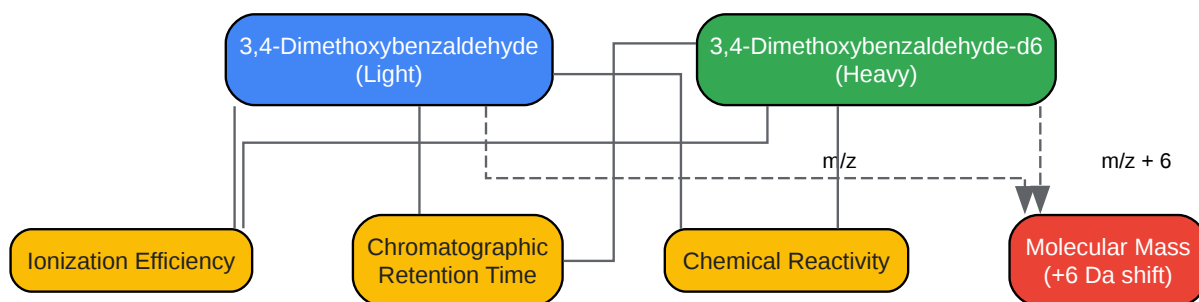 3,4-Dimethoxybenzaldehyde
(Light)
3,4-Dimethoxybenzaldehyde-d6
(Heavy)
m/z
m/z + 6
Ionization Efficiency
Chromatographic
Retention Time
Chemical Reactivity
Molecular Mass
(+6 Da shift)